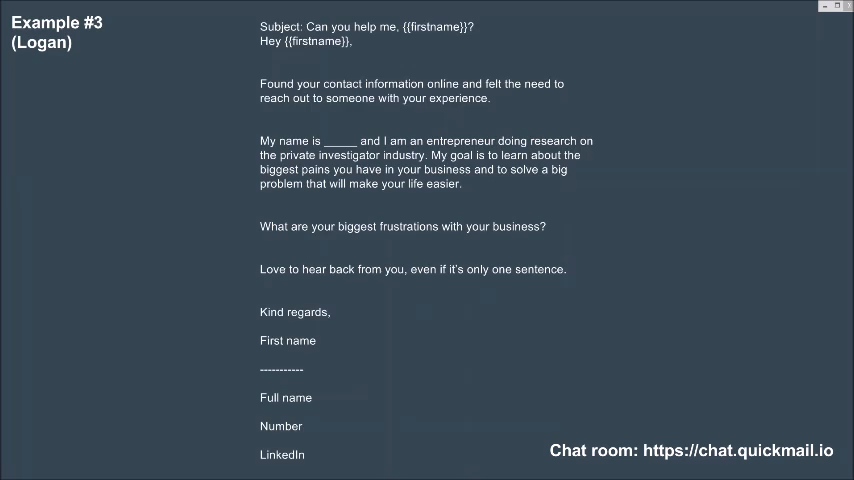 Example #3
(Logan)
Subject: Can you help me, {{firstname}}?
Hey {{firstname}},
Found your contact information online and felt the need to
reach out to someone with your experience.
My name is _____ and I am an entrepreneur doing research on
the private investigator industry. My goal is to learn about the
biggest pains you have in your business and to solve a big
problem that will make your life easier.
What are your biggest frustrations with your business?
Love to hear back from you, even if it's only one sentence.
Kind regards,
First name
-----------
Full name
Number
LinkedIn
Chat room: https://chat.quickmail.io